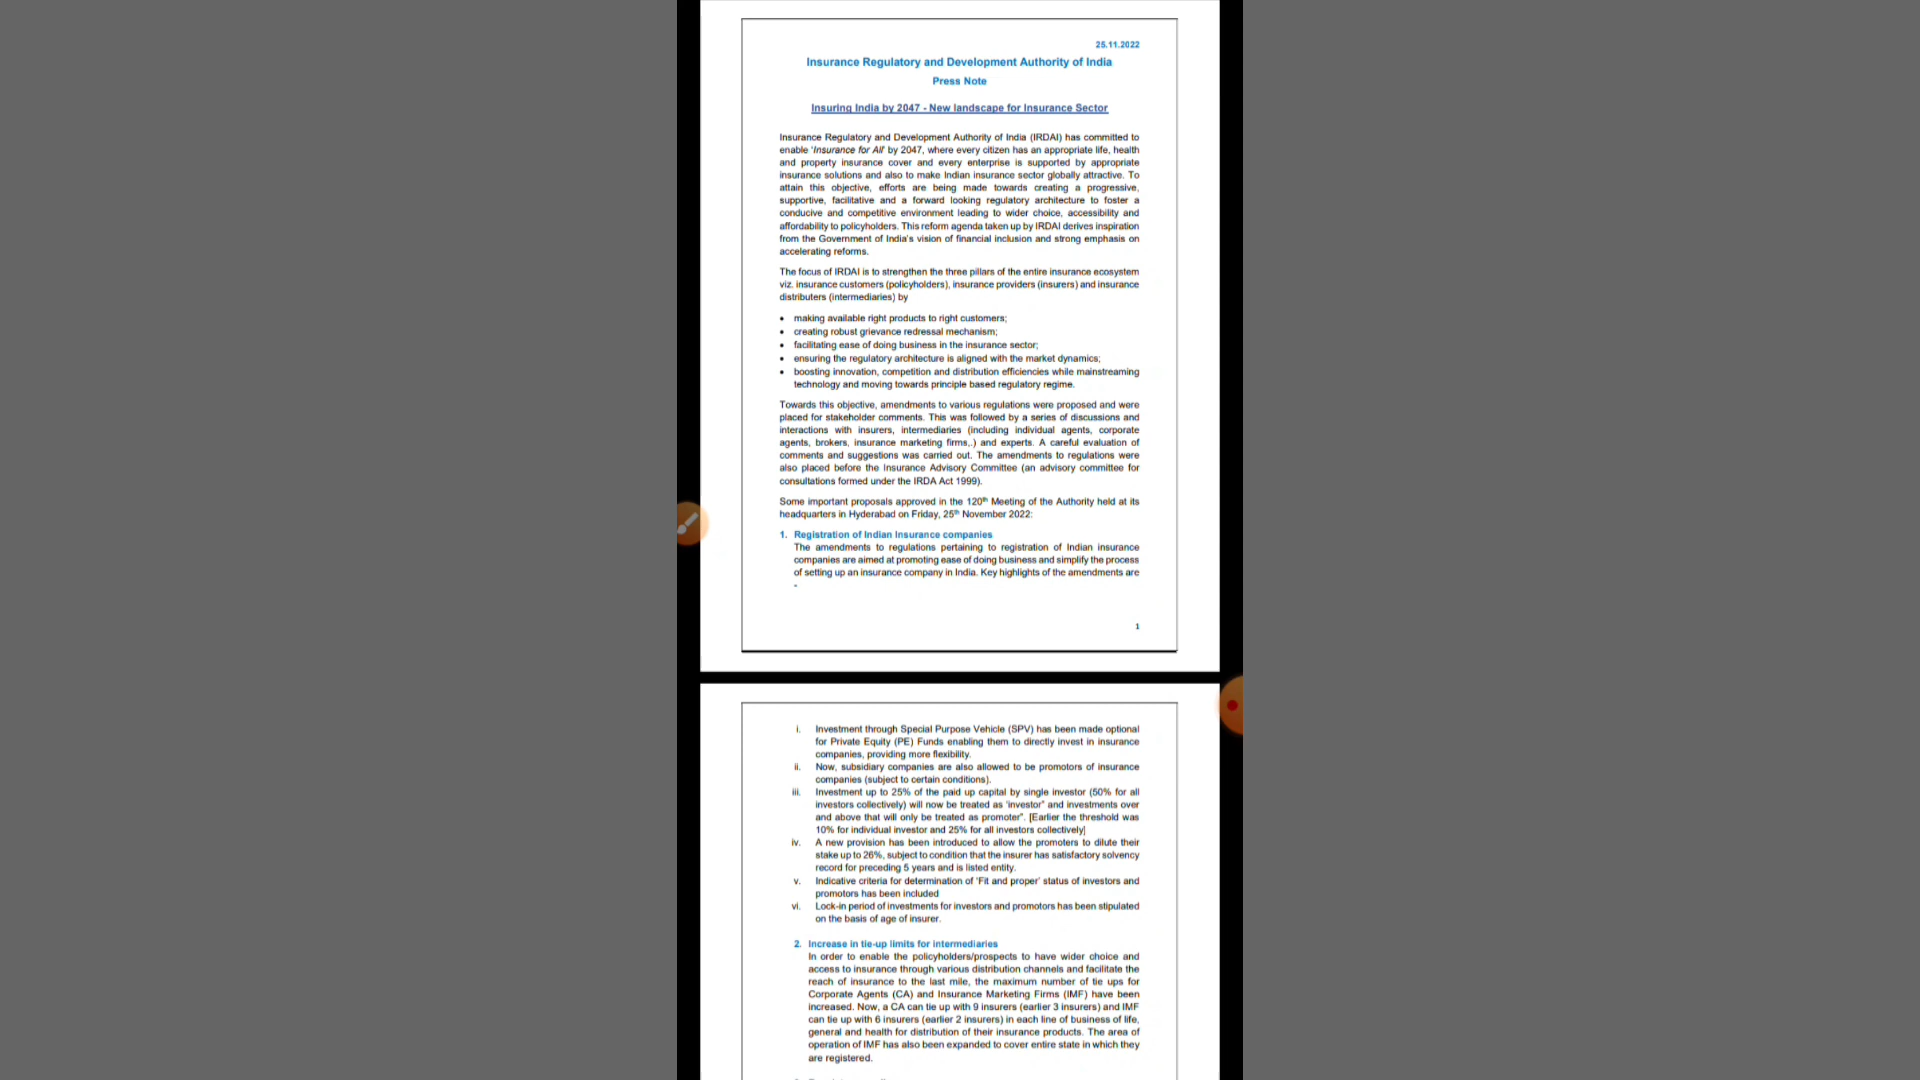 25.11.2022
Insurance Regulatory and Development Authority of India
Press Note
Insuring India by 2047 - New landscape for Insurance Sector
Insurance Regulatory and Development Authority of India (IRDAI) has committed to
enable 'Insurance for All' by 2047, where every citizen has an appropriate life, health
and property insurance cover and every enterprise is supported by appropriate
insurance solutions and also to make Indian insurance sector globally attractive. To
attain this objective, efforts are being made towards creating a progressive,
supportive, facilitative and a forward looking regulatory architecture to foster a
conducive and competitive environment leading to wider choice, accessibility and
affordability to policyholders. This reform agenda taken up by IRDAI derives inspiration
from the Government of India's vision of financial inclusion and strong emphasis on
accelerating reforms.
The focus of IRDAI is to strengthen the three pillars of the entire insurance ecosystem
viz. insurance customers (policyholders), insurance providers (insurers) and insurance
distributers (intermediaries) by
• making available right products to right customers;
• creating robust grievance redressal mechanism;
• facilitating ease of doing business in the insurance sector;
• ensuring the regulatory architecture is aligned with the market dynamics;
• boosting innovation, competition and distribution efficiencies while mainstreaming
technology and moving towards principle based regulatory regime.
Towards this objective, amendments to various regulations were proposed and were
placed for stakeholder comments. This was followed by a series of discussions and
interactions with insurers, intermediaries (including individual agents, corporate
agents, brokers, insurance marketing firms,.) and experts. A careful evaluation of
comments and suggestions was carried out. The amendments to regulations were
also placed before the Insurance Advisory Committee (an advisory committee for
consultations formed under the IRDA Act 1999).
Some important proposals approved in the 120th Meeting of the Authority held at its
headquarters in Hyderabad on Friday, 25th November 2022:
1. Registration of Indian Insurance companies
The amendments to regulations pertaining to registration of Indian insurance
companies are aimed at promoting ease of doing business and simplify the process
of setting up an insurance company in India. Key highlights of the amendments are
-
1
i. Investment through Special Purpose Vehicle (SPV) has been made optional
for Private Equity (PE) Funds enabling them to directly invest in insurance
companies, providing more flexibility.
ii. Now, subsidiary companies are also allowed to be promotors of insurance
companies (subject to certain conditions).
iii. Investment up to 25% of the paid up capital by single investor (50% for all
investors collectively) will now be treated as 'investor" and investments over
and above that will only be treated as promoter". [Earlier the threshold was
10% for individual investor and 25% for all investors collectively]
iv. A new provision has been introduced to allow the promoters to dilute their
stake up to 26%, subject to condition that the insurer has satisfactory solvency
record for preceding 5 years and is listed entity.
v. Indicative criteria for determination of 'Fit and proper' status of investors and
promotors has been included
vi. Lock-in period of investments for investors and promotors has been stipulated
on the basis of age of insurer.
2. Increase in tie-up limits for intermediaries
In order to enable the policyholders/prospects to have wider choice and
access to insurance through various distribution channels and facilitate the
reach of insurance to the last mile, the maximum number of tie ups for
Corporate Agents (CA) and Insurance Marketing Firms (IMF) have been
increased. Now, a CA can tie up with 9 insurers (earlier 3 insurers) and IMF
can tie up with 6 insurers (earlier 2 insurers) in each line of business of life,
general and health for distribution of their insurance products. The area of
operation of IMF has also been expanded to cover entire state in which they
are registered.